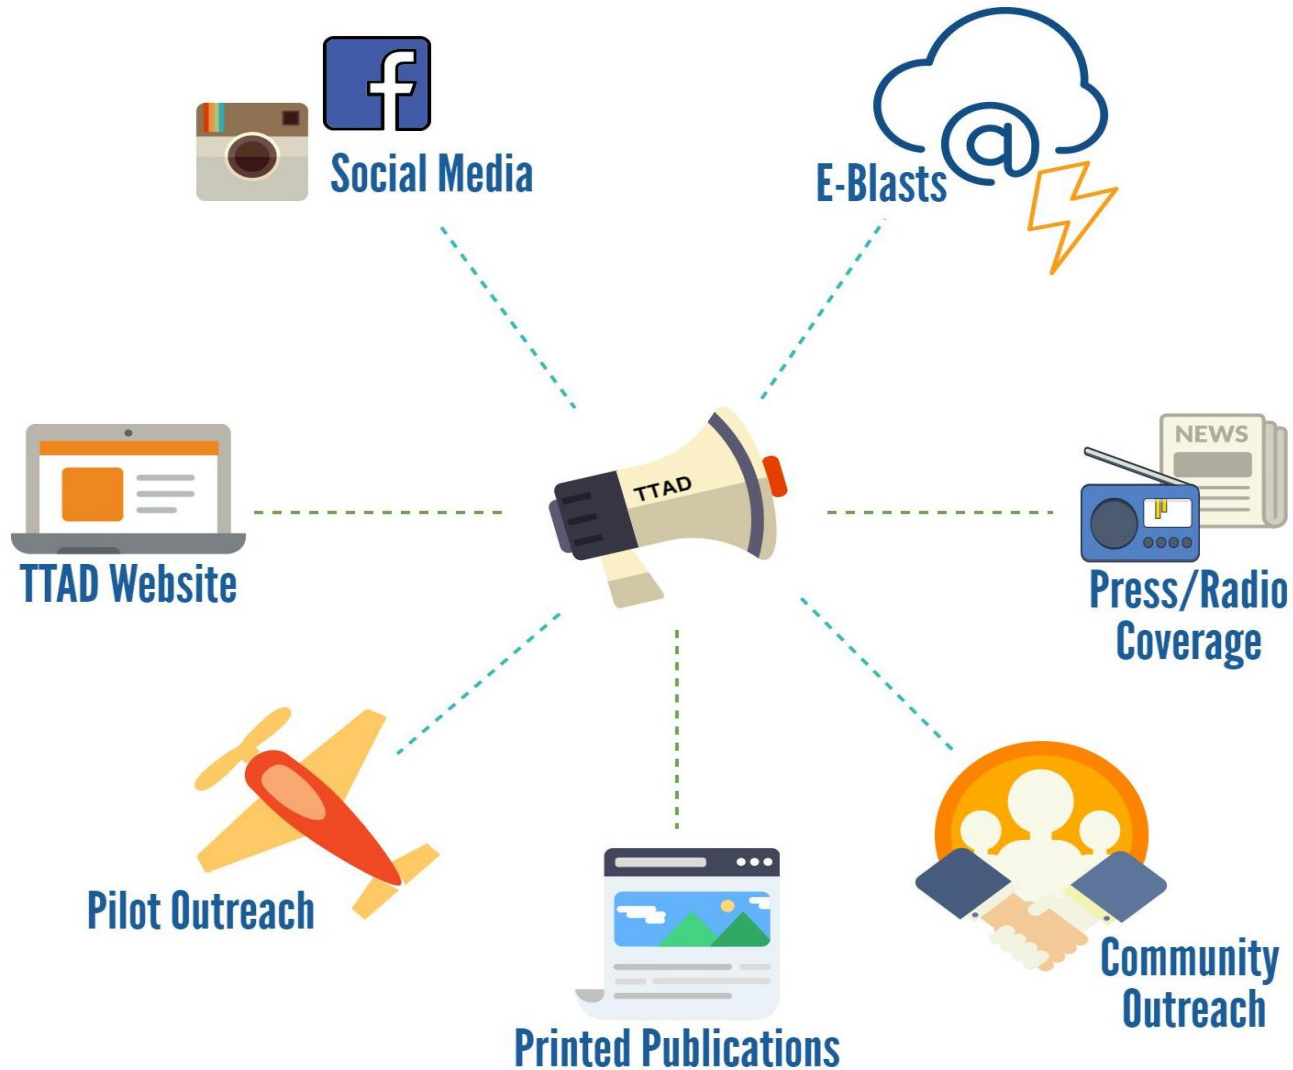 Social Media
E-Blasts
NEWS
TTAD
TTAD Website
Press/Radio
Coverage
Pilot Outreach
Community
Outreach
Printed Publications